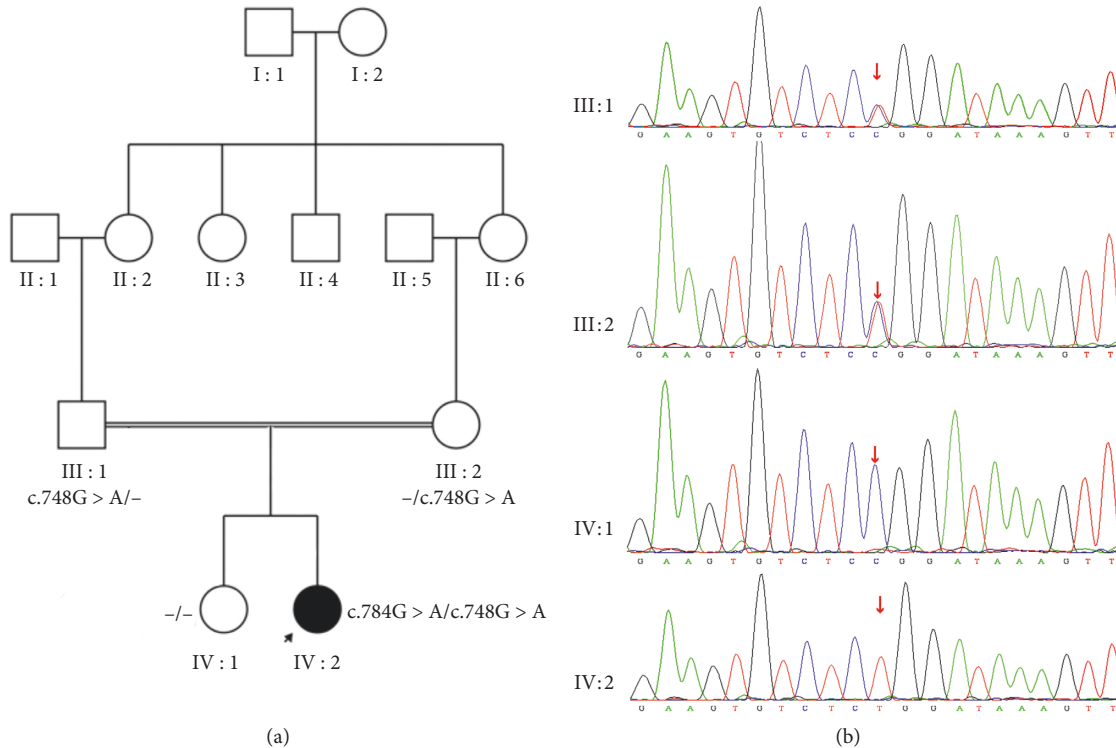 I : 1
I : 2
II : 1
II : 2
II : 3
II : 4
II : 5
II : 6
III : 1
c.748G > A/–
III : 2
–/c.748G > A
–/–
IV : 1
c.784G > A/c.748G > A
IV : 2
(a)
III:1
G A A G T G T C T C C G G A T A A A G T T
III:2
G A A G T G T C T C C G G A T A A A G T T
IV:1
G A A G T G T C T C C G G A T A A A G T T
IV:2
G A A G T G T C T C T G G A T A A A G T T
(b)